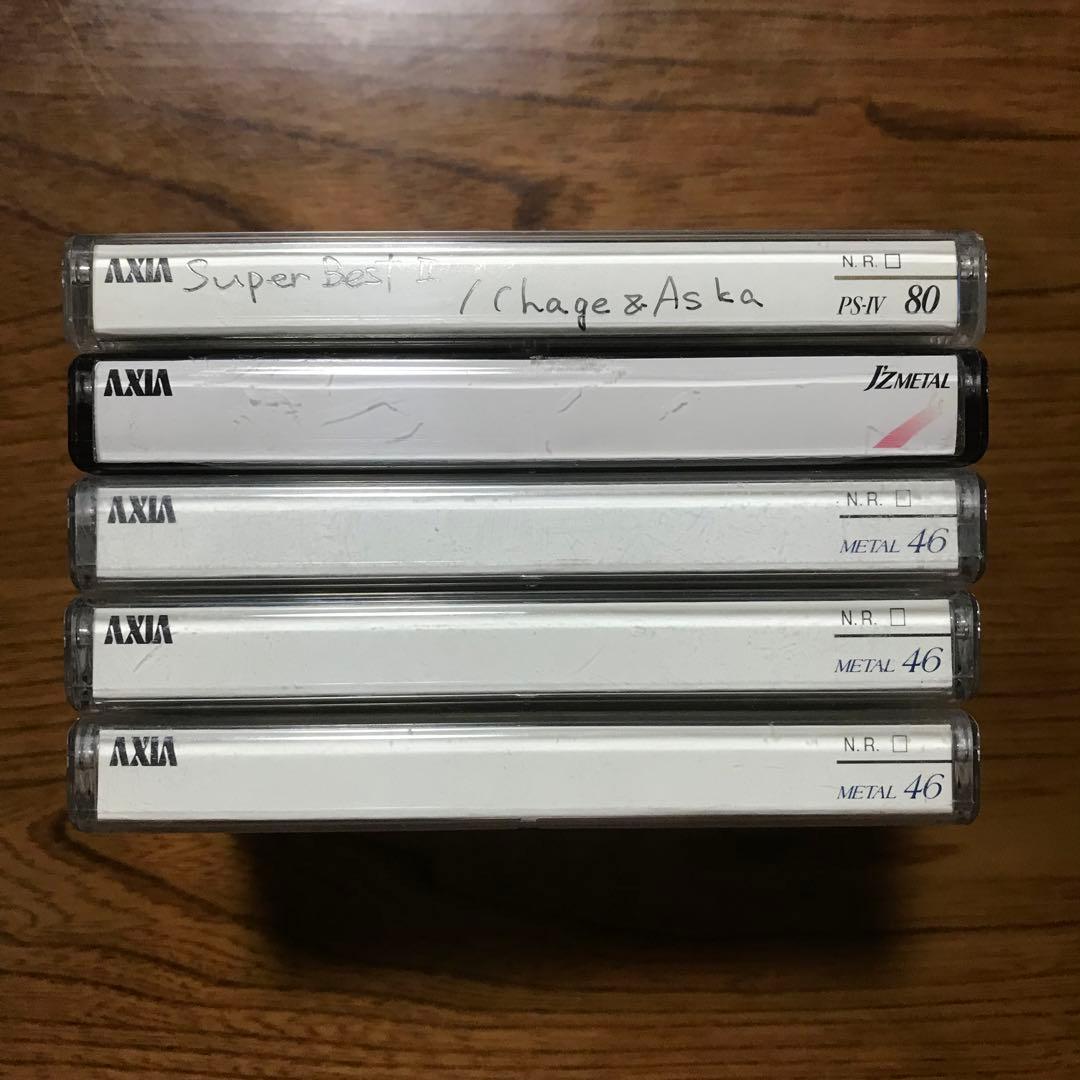 AXIA Super Best II / Chage & Aska N.R. □
PS-IV 80
AXIA J'z METAL
AXIA N.R. □
METAL 46
AXIA N.R. □
METAL 46
AXIA N.R. □
METAL 46